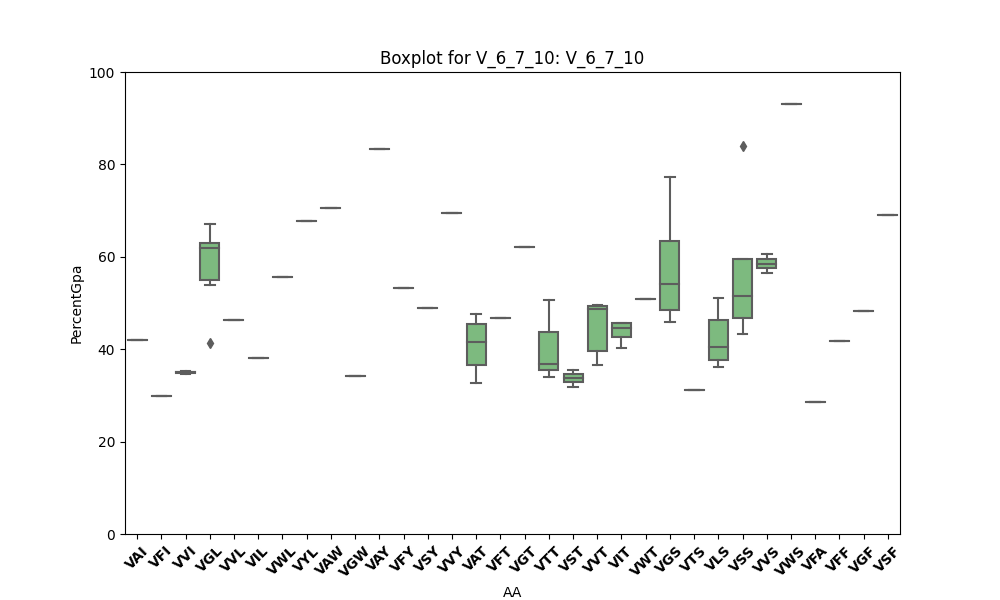 Boxplot for V_6_7_10: V_6_7_10
100
80
60
40
20
0
PercentGpa
VAI VFI VVI VGL VVL VIL VWL VYL VAW VGW VAY VFY VSY VVY VAT VFT VGT VTT VST VVT VIT VWT VGS VTS VLS VSS VVS VWS VFA VFF VGF VSF
AA